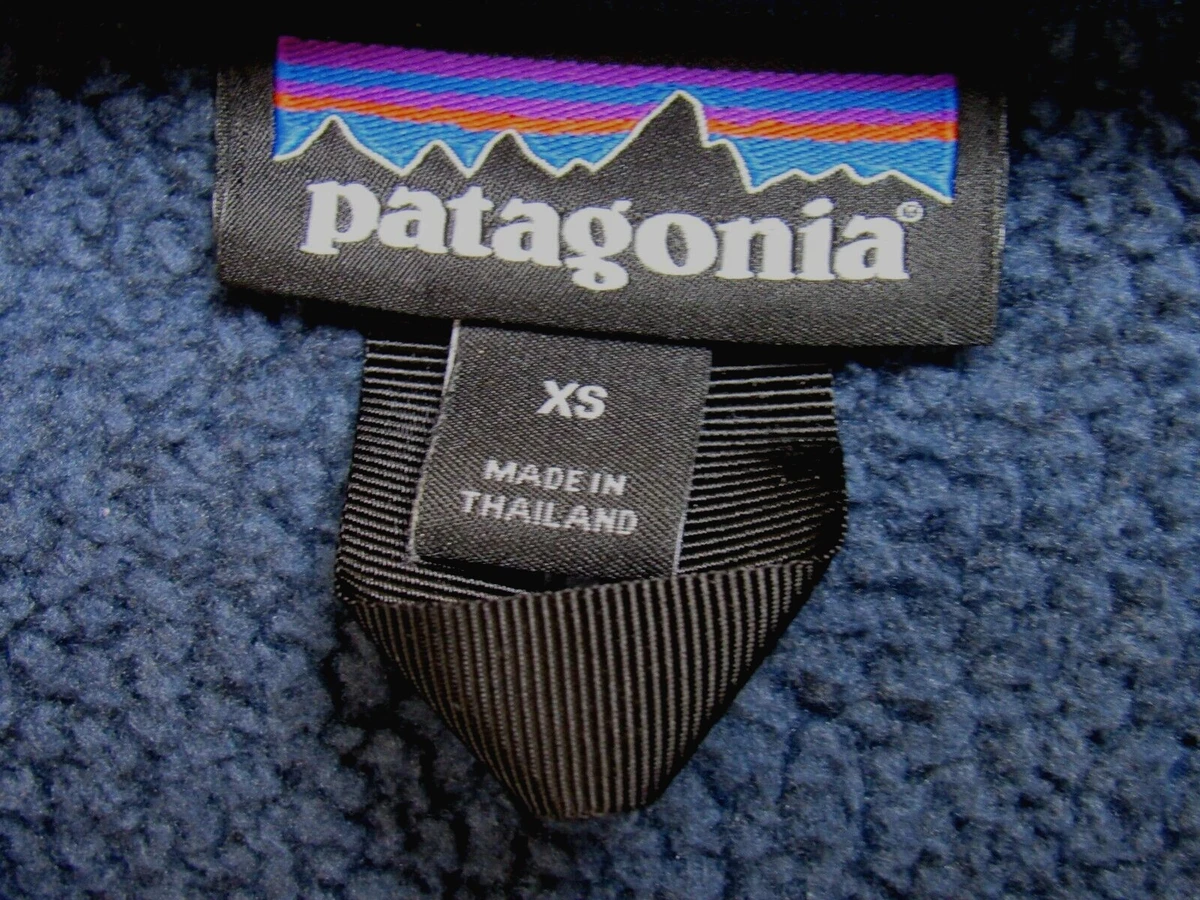 patagonia®
XS
MADE IN
THAILAND